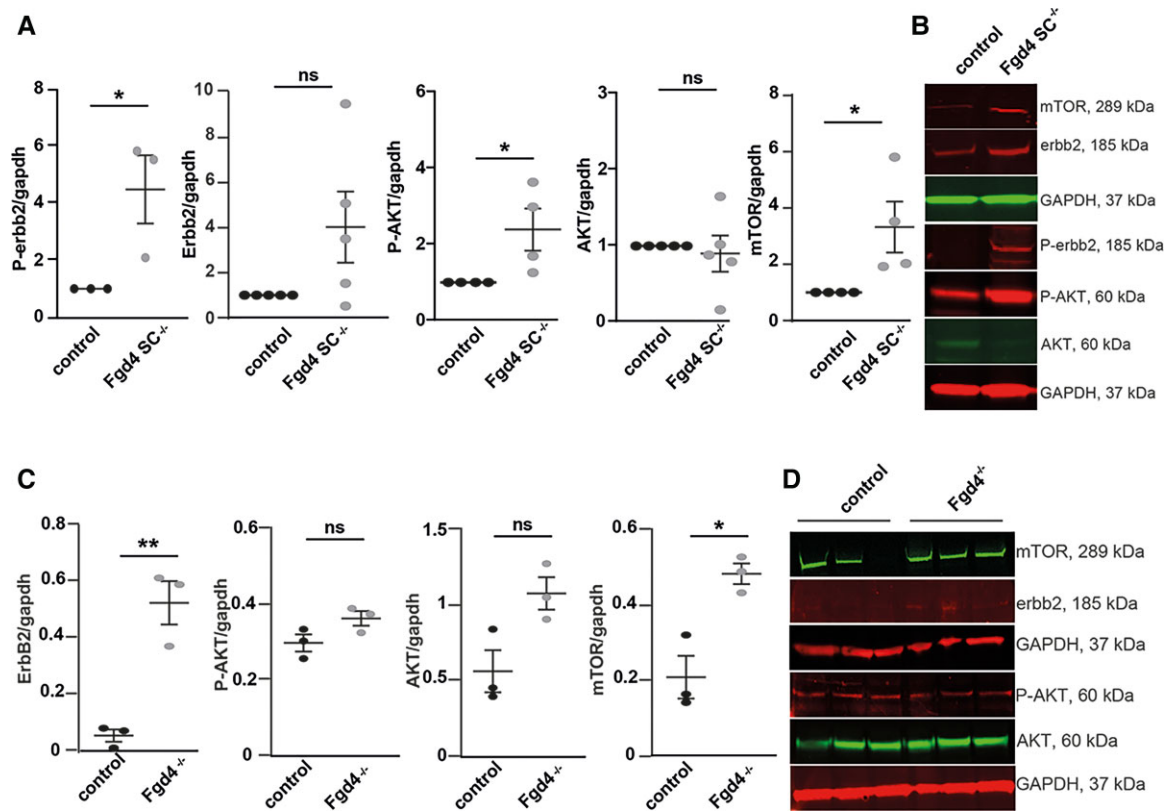 A
P-erbb2/gapdh
8
6
4
2
0
*
control
Fgd4 SC-/-
Erbb2/gapdh
10
8
6
4
2
0
ns
control
Fgd4 SC-/-
P-AKT/gapdh
6
4
2
0
*
control
Fgd4 SC-/-
AKT/gapdh
3
2
1
0
ns
control
Fgd4 SC-/-
mTOR/gapdh
8
6
4
2
0
*
control
Fgd4 SC-/-
B
control
Fgd4 SC-/-
mTOR, 289 kDa
erbb2, 185 kDa
GAPDH, 37 kDa
P-erbb2, 185 kDa
P-AKT, 60 kDa
AKT, 60 kDa
GAPDH, 37 kDa
C
ErbB2/gapdh
0.8
0.6
0.4
0.2
0
**
control
Fgd4-/-
P-AKT/gapdh
0.6
0.4
0.2
0
ns
control
Fgd4-/-
AKT/gapdh
1.5
1
0.5
0
ns
control
Fgd4-/-
mTOR/gapdh
0.6
0.4
0.2
0
*
control
Fgd4-/-
D
control
Fgd4-/-
mTOR, 289 kDa
erbb2, 185 kDa
GAPDH, 37 kDa
P-AKT, 60 kDa
AKT, 60 kDa
GAPDH, 37 kDa